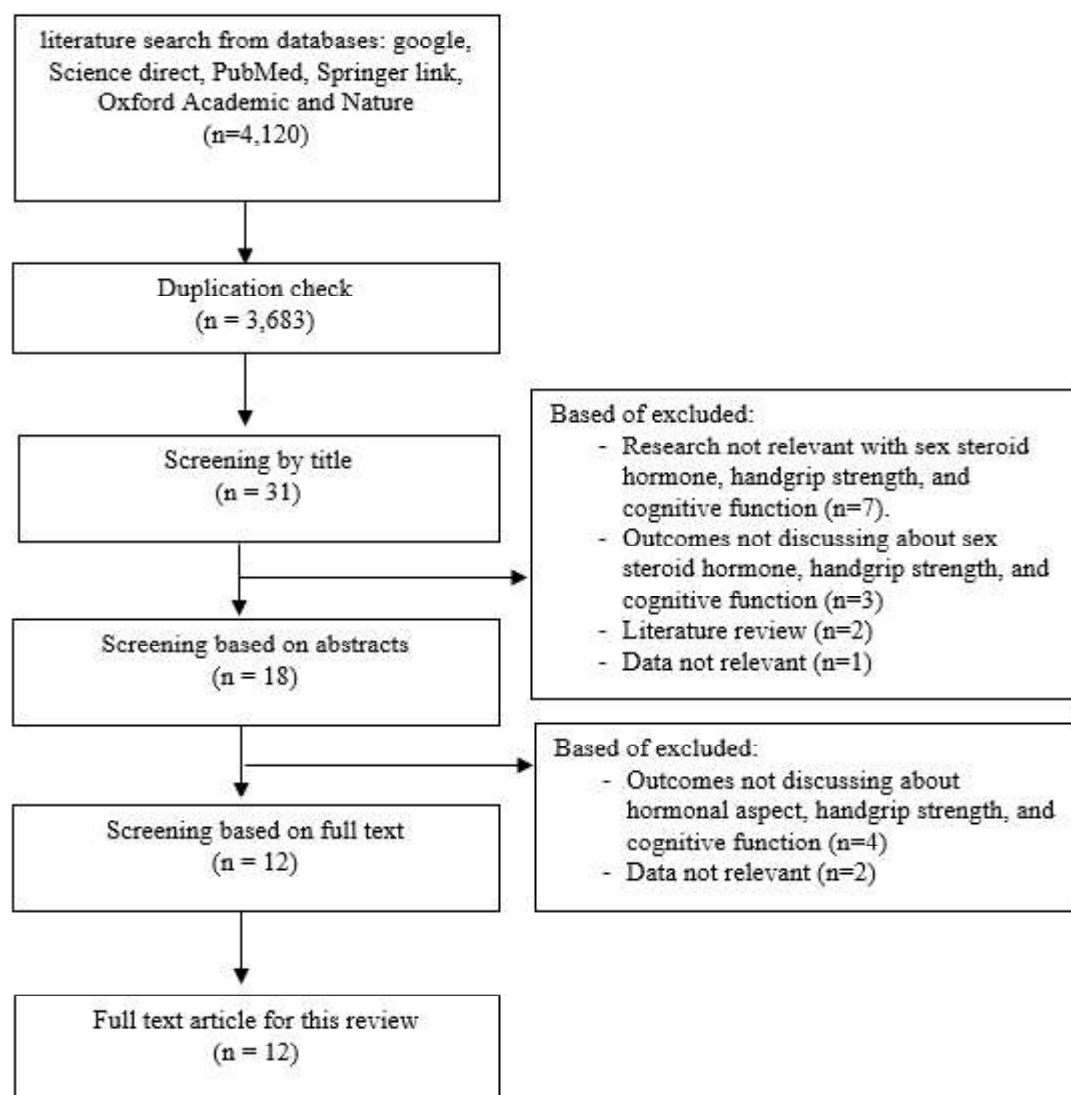 literature search from databases: google,
Science direct, PubMed, Springer link,
Oxford Academic and Nature
(n=4,120)
Duplication check
(n = 3,683)
Screening by title
(n = 31)
Based of excluded:
- Research not relevant with sex steroid
hormone, handgrip strength, and
cognitive function (n=7).
- Outcomes not discussing about sex
steroid hormone, handgrip strength, and
cognitive function (n=3)
- Literature review (n=2)
- Data not relevant (n=1)
Screening based on abstracts
(n = 18)
Based of excluded:
- Outcomes not discussing about
hormonal aspect, handgrip strength, and
cognitive function (n=4)
- Data not relevant (n=2)
Screening based on full text
(n = 12)
Full text article for this review
(n = 12)